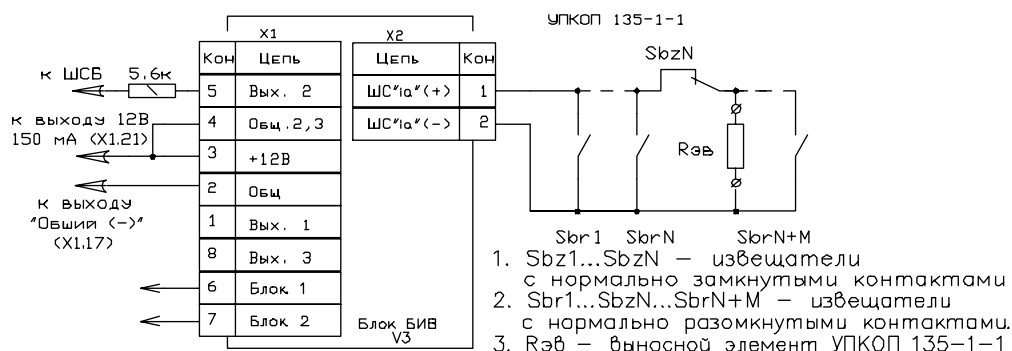 УПКОП 135-1-1
X1
X2
Кон Цепь
Цепь Кон
SbzN
к ШСБ 5.6к
5 Вых. 2
ШС"ia"(+) 1
4 Общ.2,3
ШС"ia"(-) 2
к выходу 12В
150 мА (X1.21)
3 +12В
Rэв
2 Общ
к выходу
"Обший (-)"
(X1.17)
1 Вых. 1
8 Вых. 3
6 Блок. 1
7 Блок 2
Блок БИВ
V3
Sbr1 SbrN SbrN+M
1. Sbz1...SbzN – извещатели
с нормально замкнутыми контактами
2. Sbr1...SbzN...SbrN+M – извещатели
с нормально разомкнутыми контактами.
3. Rэв – выносной элемент УПКОП 135-1-1